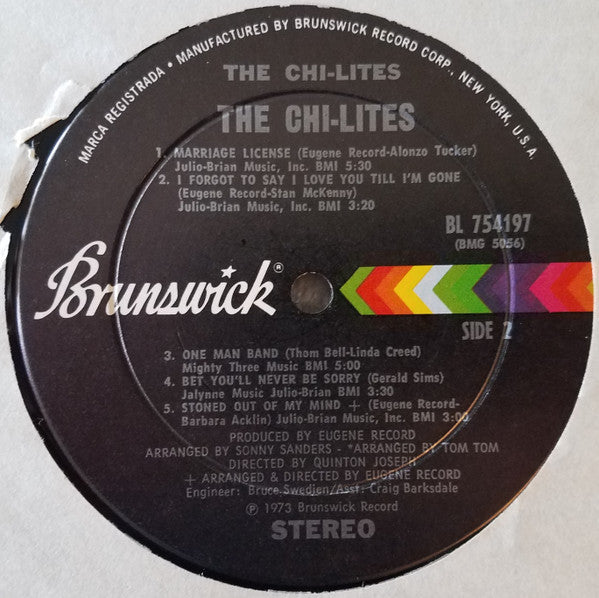 MARCA REGISTRADA • MANUFACTURED BY BRUNSWICK RECORD CORP., NEW YORK, U.S.A.
THE CHI-LITES
THE CHI-LITES
1. MARRIAGE LICENSE (Eugene Record-Alonzo Tucker)
Julio-Brian Music, Inc. BMI 5:30
2. I FORGOT TO SAY I LOVE YOU TILL I'M GONE
(Eugene Record-Stan McKenny)
Julio-Brian Music, Inc. BMI 3:20
BL 754197
(BMG 5056)
Brunswick®
SIDE 2
3. ONE MAN BAND (Thom Bell-Linda Creed)
Mighty Three Music BMI 5:00
4. BET YOU'LL NEVER BE SORRY (Gerald Sims)
Jalynne Music Julio-Brian BMI 3:30
5. STONED OUT OF MY MIND + (Eugene Record-
Barbara Acklin) Julio-Brian Music, Inc. BMI 3:00
PRODUCED BY EUGENE RECORD
ARRANGED BY SONNY SANDERS - *ARRANGED BY TOM TOM
DIRECTED BY QUINTON JOSEPH
+ ARRANGED & DIRECTED BY EUGENE RECORD
Engineer: Bruce Swedien/Asst: Craig Barksdale
℗ 1973 Brunswick Record
STEREO